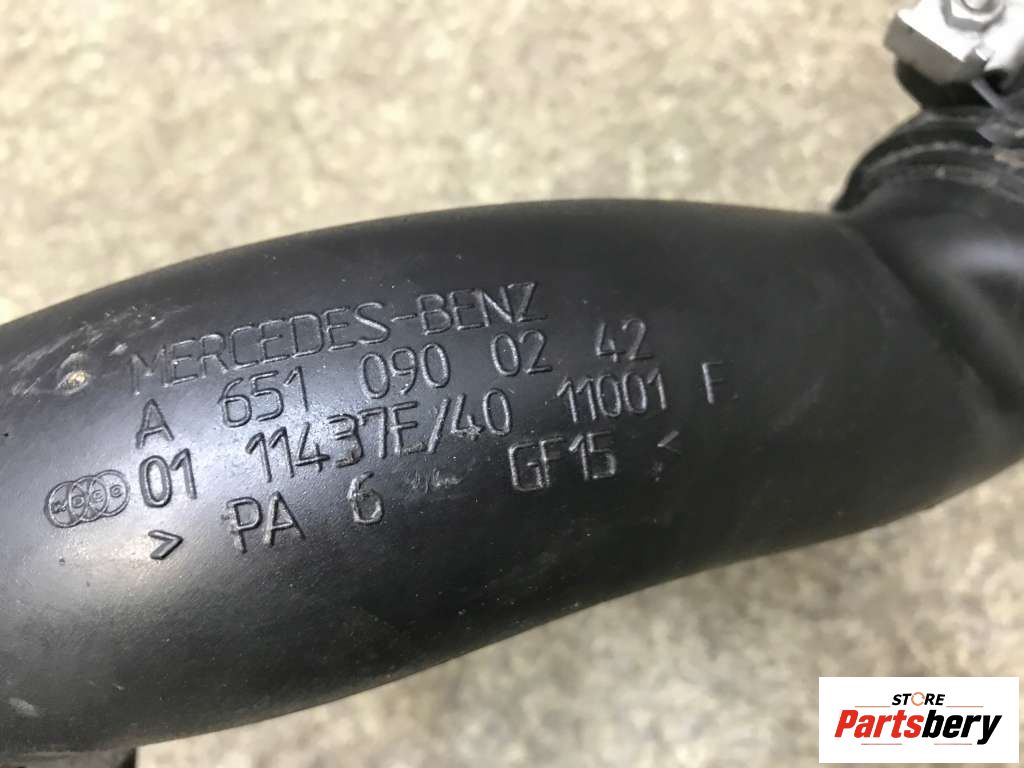 MERCEDES-BENZ
A 651 090 02 42
01 11437E/40 11001 F
> PA 6 - GF15 <
STORE
Partsbery